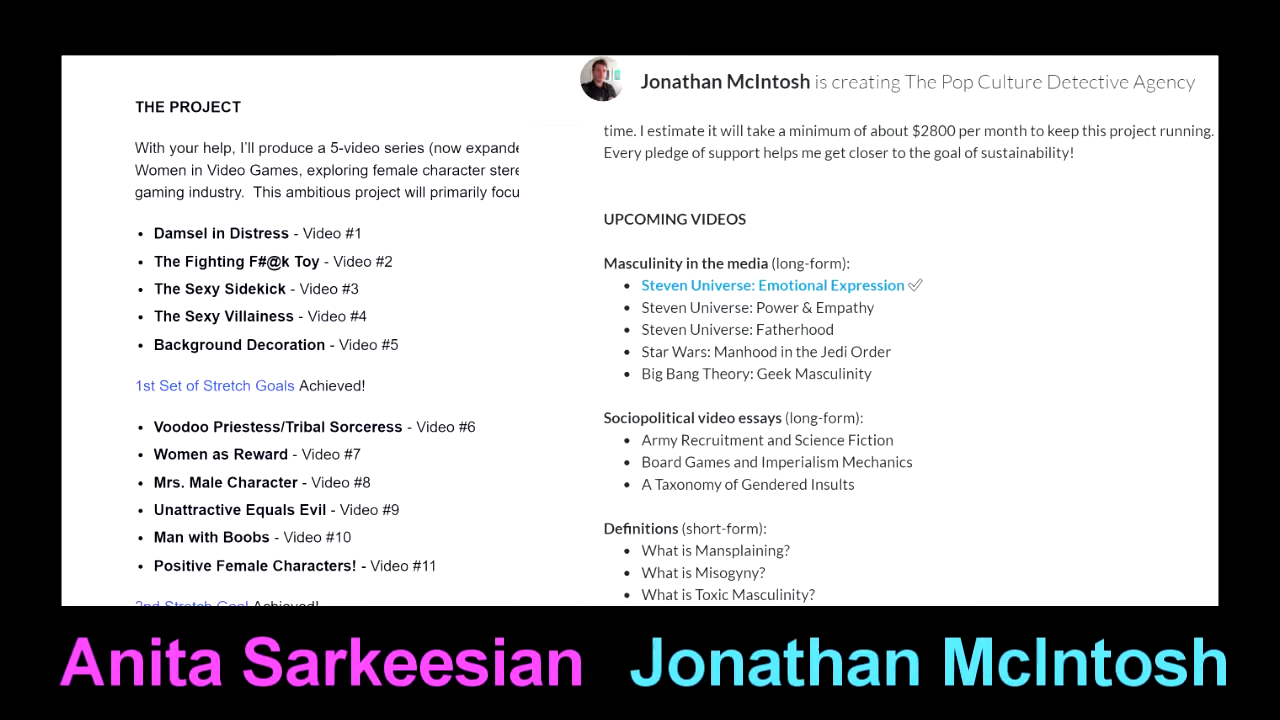 THE PROJECT
With your help, I'll produce a 5-video series (now expande
Women in Video Games, exploring female character stere
gaming industry.  This ambitious project will primarily focu
• Damsel in Distress - Video #1
• The Fighting F#@k Toy - Video #2
• The Sexy Sidekick - Video #3
• The Sexy Villainess - Video #4
• Background Decoration - Video #5
1st Set of Stretch Goals Achieved!
• Voodoo Priestess/Tribal Sorceress - Video #6
• Women as Reward - Video #7
• Mrs. Male Character - Video #8
• Unattractive Equals Evil - Video #9
• Man with Boobs - Video #10
• Positive Female Characters! - Video #11
2nd Stretch Goal Achieved!
Jonathan McIntosh is creating The Pop Culture Detective Agency
time. I estimate it will take a minimum of about $2800 per month to keep this project running.
Every pledge of support helps me get closer to the goal of sustainability!
UPCOMING VIDEOS
Masculinity in the media (long-form):
• Steven Universe: Emotional Expression ✓
• Steven Universe: Power & Empathy
• Steven Universe: Fatherhood
• Star Wars: Manhood in the Jedi Order
• Big Bang Theory: Geek Masculinity
Sociopolitical video essays (long-form):
• Army Recruitment and Science Fiction
• Board Games and Imperialism Mechanics
• A Taxonomy of Gendered Insults
Definitions (short-form):
• What is Mansplaining?
• What is Misogyny?
• What is Toxic Masculinity?
Anita Sarkeesian
Jonathan McIntosh